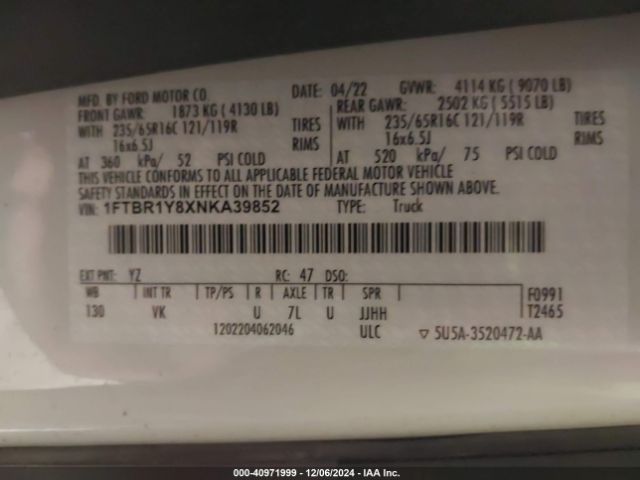 MFD. BY FORD MOTOR CO.
DATE: 04/22 GVWR: 4114 KG ( 9070 LB)
FRONT GAWR: 1873 KG ( 4130 LB)
REAR GAWR: 2502 KG ( 5515 LB)
WITH 235/65R16C 121/119R TIRES
WITH 235/65R16C 121/119R TIRES
16x6.5J RIMS
16x6.5J RIMS
AT 360 kPa/ 52 PSI COLD
AT 520 kPa/ 75 PSI COLD
THIS VEHICLE CONFORMS TO ALL APPLICABLE FEDERAL MOTOR VEHICLE
SAFETY STANDARDS IN EFFECT ON THE DATE OF MANUFACTURE SHOWN ABOVE.
VIN: 1FTBR1Y8XNKA39852 TYPE: Truck
EXT PNT: YZ RC: 47 DSO:
WB INT TR TP/PS R AXLE TR SPR F0991
130 VK U 7L U JJHH T2465
1202204062046 ULC ▽ 5U5A-3520472-AA
000-40971999 - 12/06/2024 - IAA Inc.